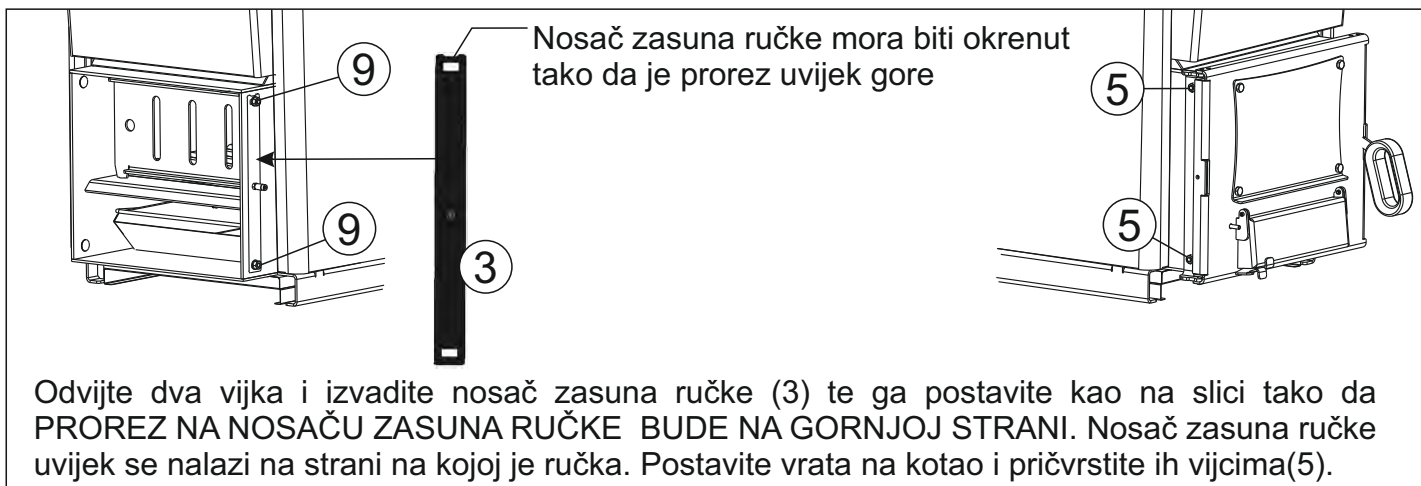 Nosač zasuna ručke mora biti okrenut
tako da je prorez uvijek gore
9
5
9
5
3
Odvijte dva vijka i izvadite nosač zasuna ručke (3) te ga postavite kao na slici tako da
PROREZ NA NOSAČU ZASUNA RUČKE BUDE NA GORNJOJ STRANI. Nosač zasuna ručke
uvijek se nalazi na strani na kojoj je ručka. Postavite vrata na kotao i pričvrstite ih vijcima(5).